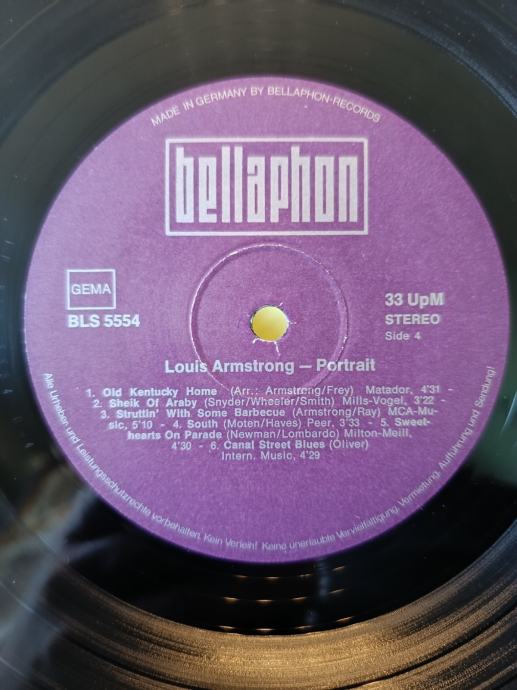 MADE IN GERMANY BY BELLAPHON-RECORDS
bellaphon
GEMA
BLS 5554
33 UpM
STEREO
Side 4
Louis Armstrong – Portrait
1. Old Kentucky Home (Arr.: Armstrong/Frey) Matador, 4'31 -
2. Sheik Of Araby (Snyder/Wheeler/Smith) Mills-Vogel, 3'22 -
3. Struttin' With Some Barbecue (Armstrong/Ray) MCA-Mu-
sic, 5'10 - 4. South (Moten/Hayes) Peer, 3'33 - 5. Sweet-
hearts On Parade (Newman/Lombardo) Milton-Meill,
4'30 - 6. Canal Street Blues (Oliver)
Intern. Music, 4'29
Alle Urheber- und Leistungsschutzrechte vorbehalten. Kein Verleih! Keine unerlaubte Vervielfältigung, Vermietung, Aufführung und Sendung!